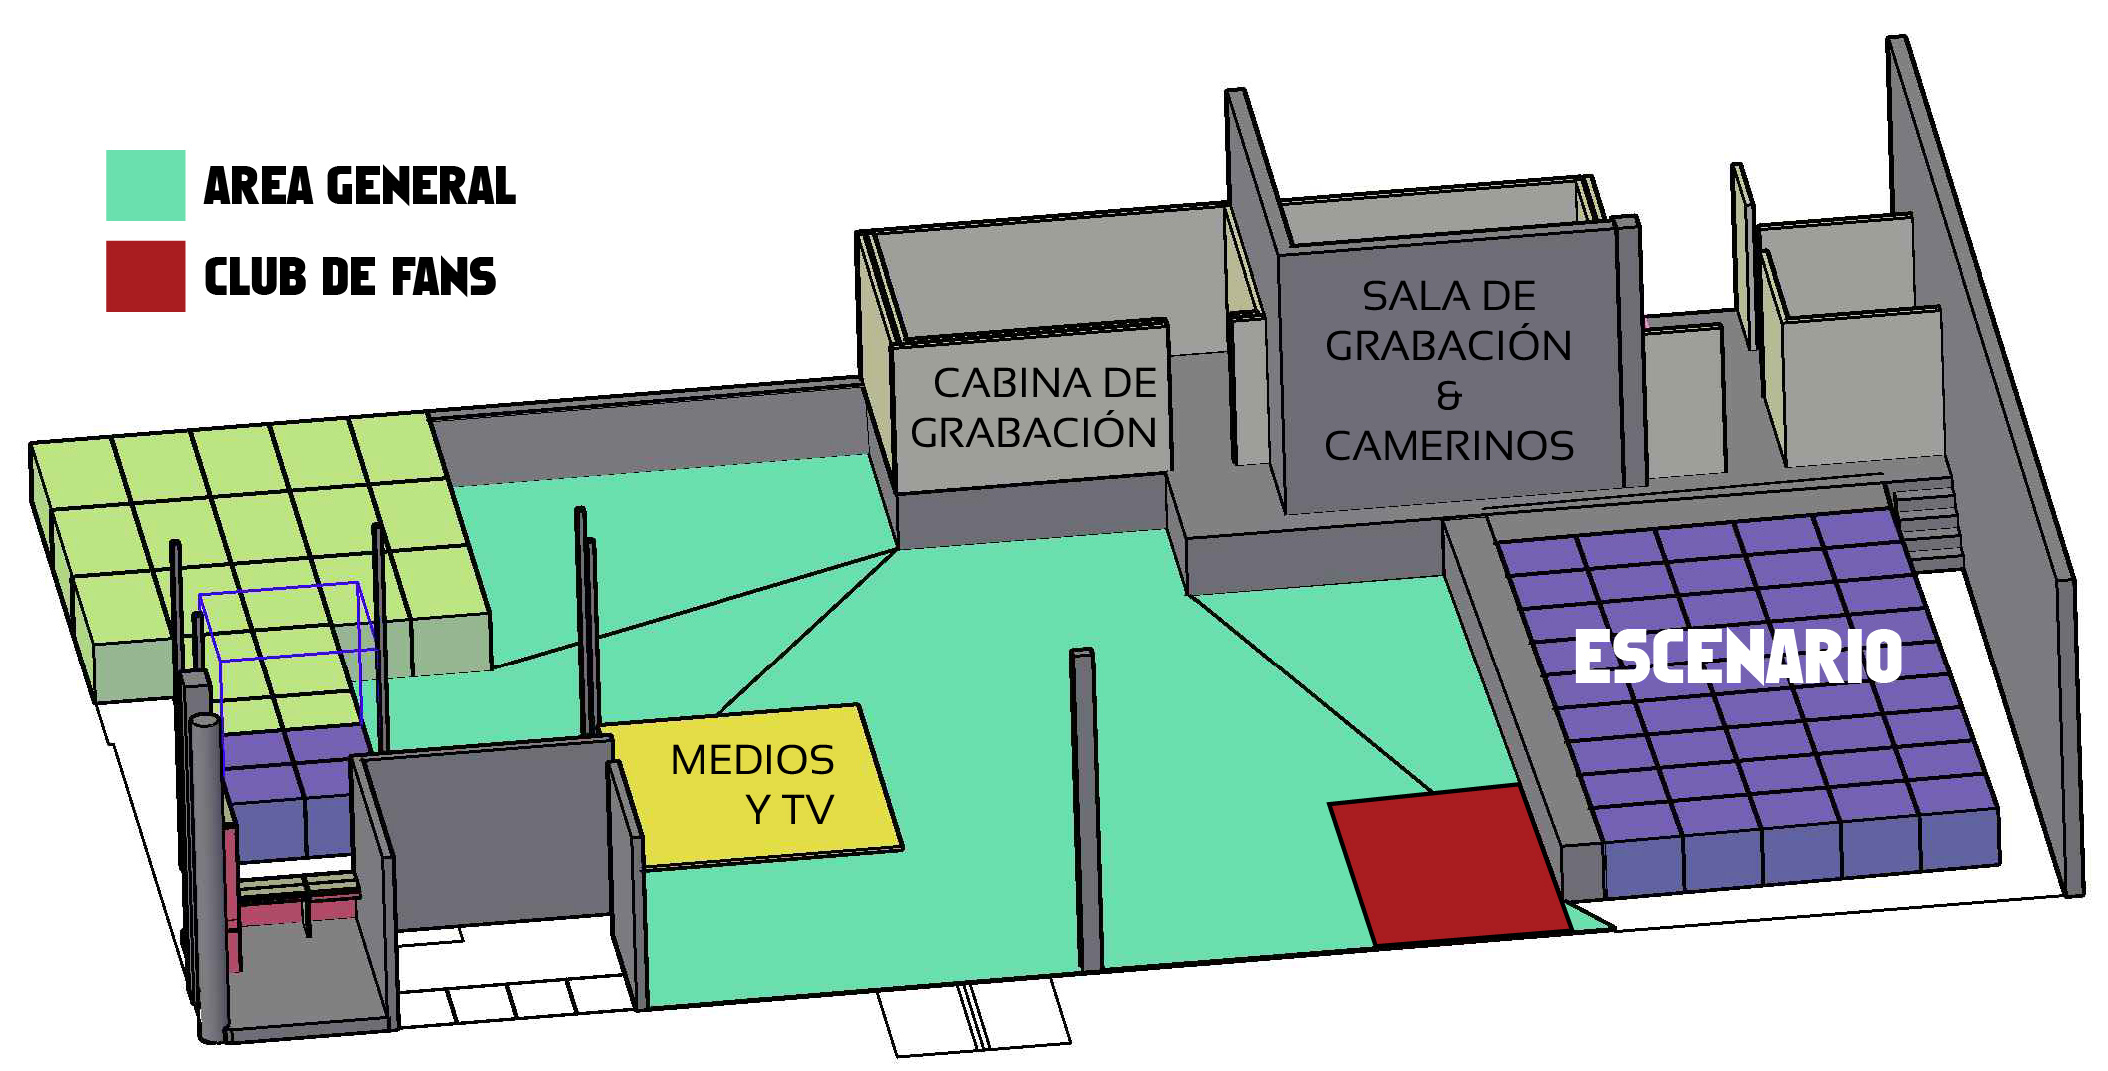 AREA GENERAL
CLUB DE FANS
CABINA DE
GRABACIÓN
SALA DE
GRABACIÓN
&
CAMERINOS
ESCENARIO
MEDIOS
Y TV